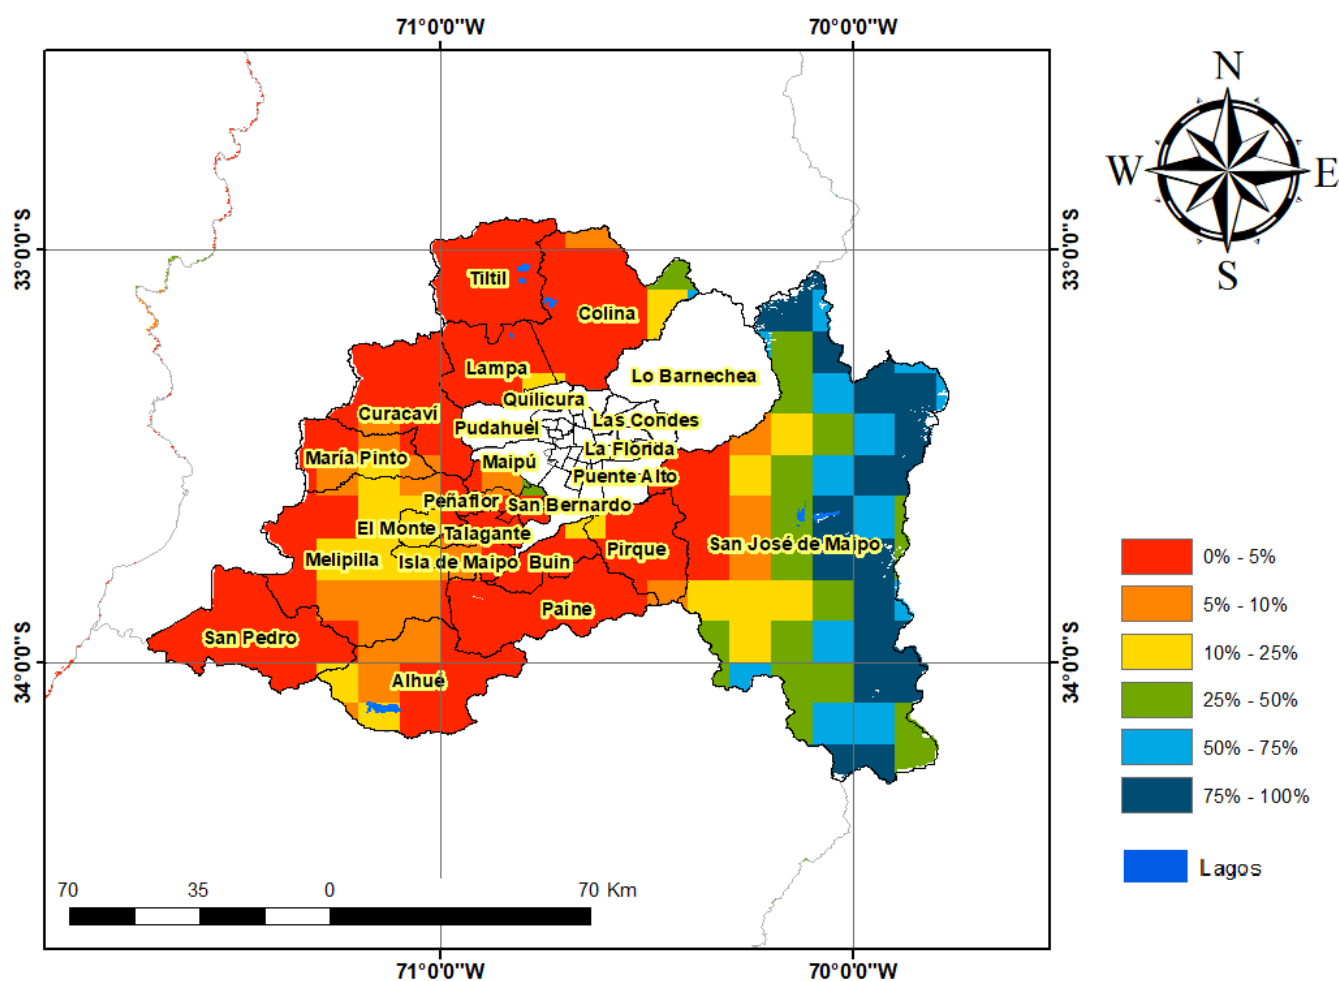 71°0'0"W 70°0'0"W
N
W E
S
33°0'0"S 33°0'0"S
Tiltil
Colina
Lampa
Lo Barnechea
Quilicura
Curacaví
Las Condes
Pudahuel
La Florida
María Pinto
Maipú
Puente Alto
Peñaflor
San Bernardo
El Monte
Talagante
San José de Maipo
Pirque
Melipilla
Isla de Maipo
Buin
Paine
San Pedro
Alhué
34°0'0"S 34°0'0"S
0% - 5%
5% - 10%
10% - 25%
25% - 50%
50% - 75%
75% - 100%
Lagos
70 35 0 70 Km
71°0'0"W 70°0'0"W